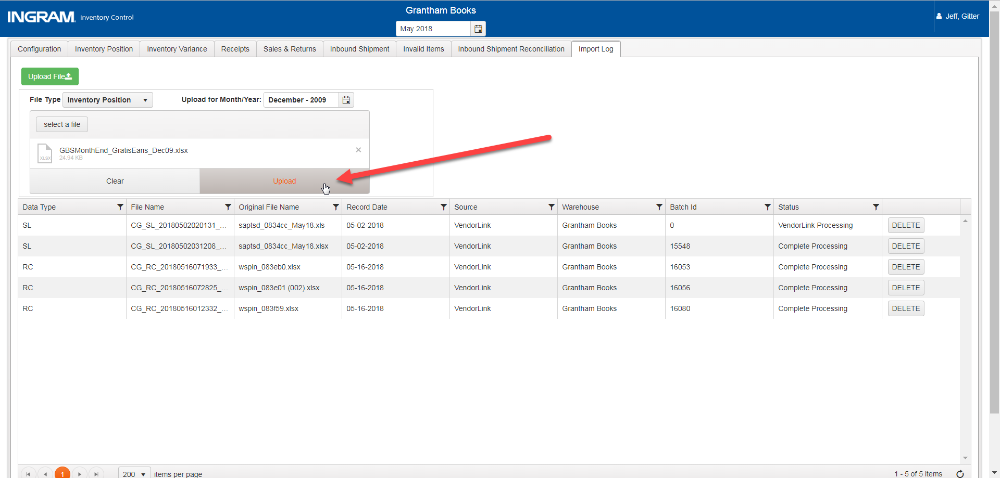 Grantham Books
INGRAM Inventory Control
Jeff, Gitter
May 2018
Configuration Inventory Position Inventory Variance Receipts Sales & Returns Inbound Shipment Invalid Items Inbound Shipment Reconciliation Import Log
Upload File
File Type Inventory Position Upload for Month/Year: December - 2009
select a file
GBSMonthEnd_GratisEans_Dec09.xlsx
XLSX 24.94 KB
Clear Upload
Data Type File Name Original File Name Record Date Source Warehouse Batch Id Status
SL CG_SL_20180502020131_... saptsd_0834cc_May18.xls 05-02-2018 VendorLink Grantham Books 0 VendorLink Processing DELETE
SL CG_SL_20180502031208_... saptsd_0834cc_May18.xlsx 05-02-2018 VendorLink Grantham Books 15548 Complete Processing DELETE
RC CG_RC_20180516071933_... wspin_083eb0.xlsx 05-16-2018 VendorLink Grantham Books 16053 Complete Processing DELETE
RC CG_RC_20180516072825_... wspin_083e01 (002).xlsx 05-16-2018 VendorLink Grantham Books 16056 Complete Processing DELETE
RC CG_RC_20180516012332_... wspin_083f59.xlsx 05-16-2018 VendorLink Grantham Books 16080 Complete Processing DELETE
1 200 items per page 1 - 5 of 5 items